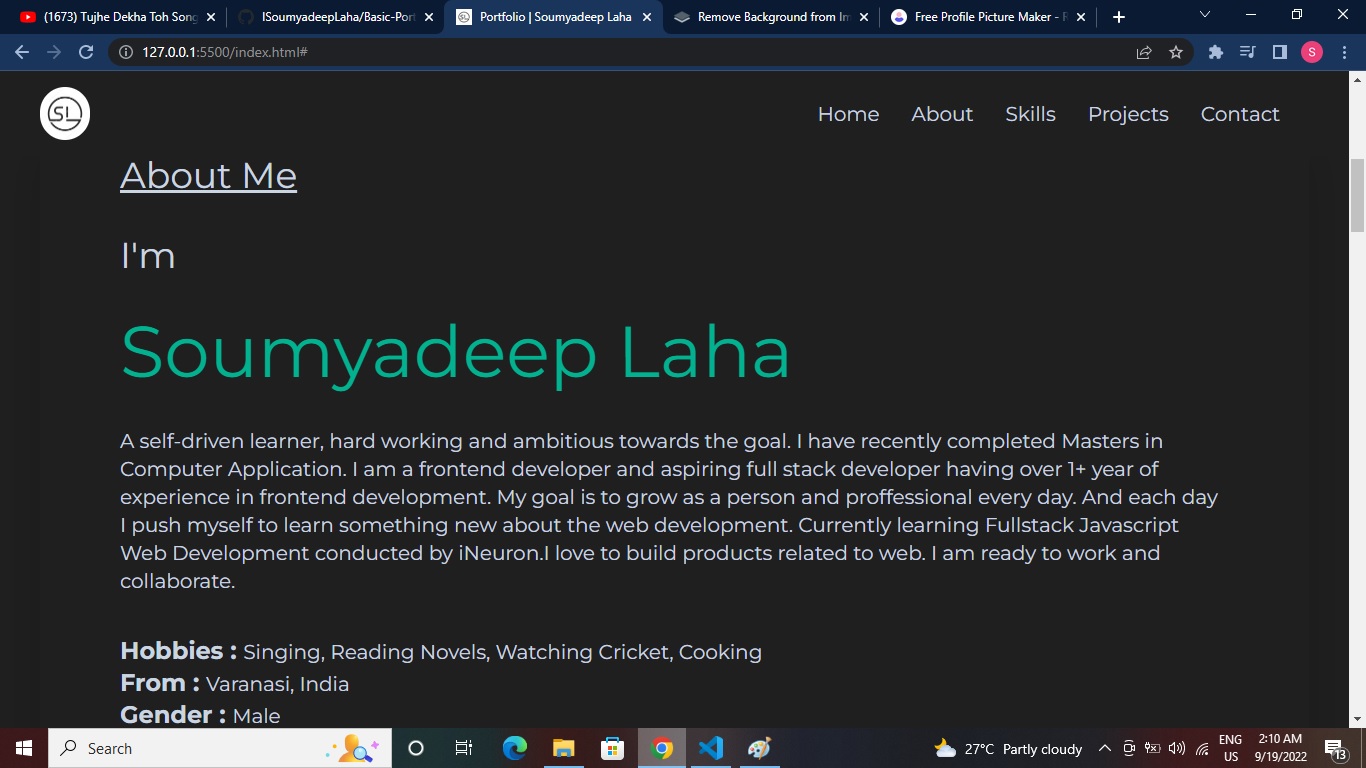 (1673) Tujhe Dekha Toh Song
ISoumyadeepLaha/Basic-Port
Portfolio | Soumyadeep Laha
Remove Background from Im
Free Profile Picture Maker -
127.0.0.1:5500/index.html#
S
SL
Home
About
Skills
Projects
Contact
About Me
I'm
Soumyadeep Laha
A self-driven learner, hard working and ambitious towards the goal. I have recently completed Masters in
Computer Application. I am a frontend developer and aspiring full stack developer having over 1+ year of
experience in frontend development. My goal is to grow as a person and proffessional every day. And each day
I push myself to learn something new about the web development. Currently learning Fullstack Javascript
Web Development conducted by iNeuron.I love to build products related to web. I am ready to work and
collaborate.
Hobbies : Singing, Reading Novels, Watching Cricket, Cooking
From : Varanasi, India
Gender : Male
Search
27°C Partly cloudy
ENG
US
2:10 AM
9/19/2022
13